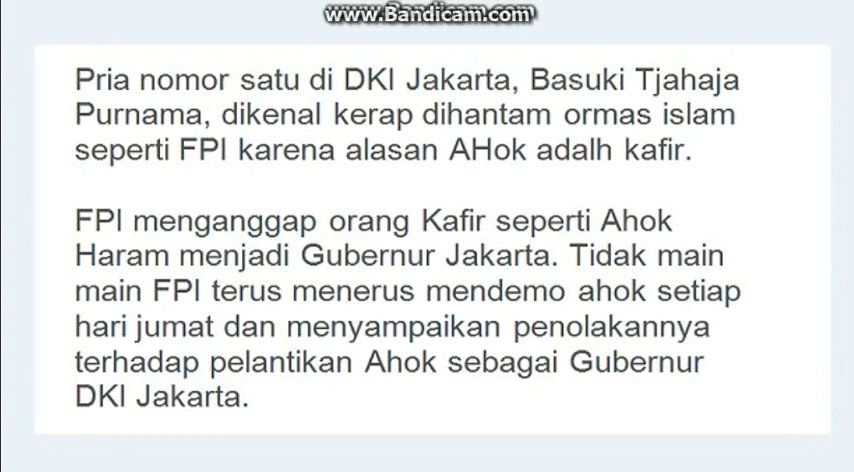 www.Bandicam.com
Pria nomor satu di DKI Jakarta, Basuki Tjahaja
Purnama, dikenal kerap dihantam ormas islam
seperti FPI karena alasan AHok adalh kafir.
FPI menganggap orang Kafir seperti Ahok
Haram menjadi Gubernur Jakarta. Tidak main
main FPI terus menerus mendemo ahok setiap
hari jumat dan menyampaikan penolakannya
terhadap pelantikan Ahok sebagai Gubernur
DKI Jakarta.